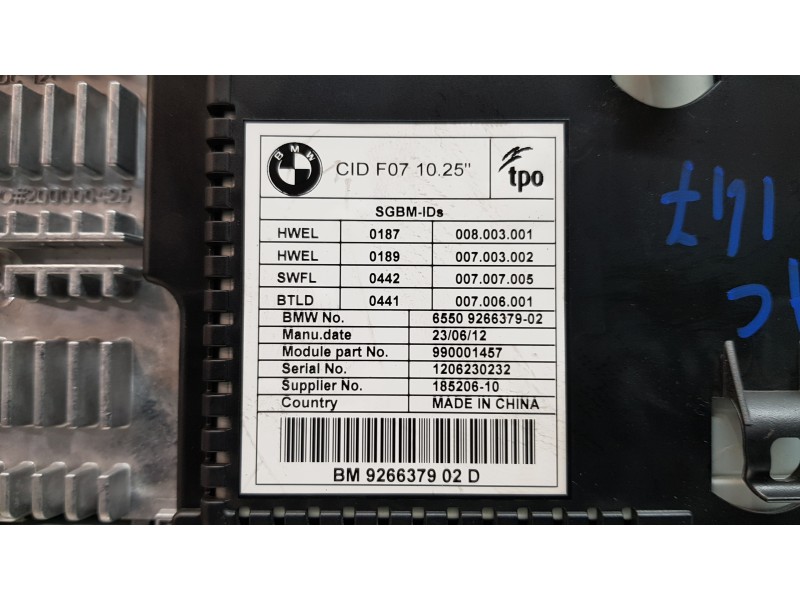 BMW
CID F07 10.25"
tpo
SGBM-IDs
HWEL 0187 008.003.001
HWEL 0189 007.003.002
SWFL 0442 007.007.005
BTLD 0441 007.006.001
BMW No. 6550 9266379-02
Manu.date 23/06/12
Module part No. 990001457
Serial No. 1206230232
Supplier No. 185206-10
Country MADE IN CHINA
BM 9266379 02 D